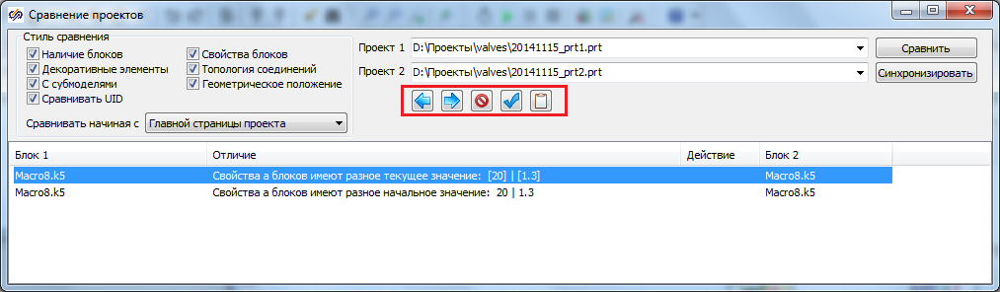 Сравнение проектов
Стиль сравнения
Наличие блоков
Свойства блоков
Декоративные элементы
Топология соединений
С субмоделями
Геометрическое положение
Сравнивать UID
Сравнивать начиная с Главной страницы проекта
Проект 1 D:\Проекты\valves\20141115_prt1.prt Сравнить
Проект 2 D:\Проекты\valves\20141115_prt2.prt Синхронизировать
Блок 1 Отличие Действие Блок 2
Macro8.k5 Свойства a блоков имеют разное текущее значение: [20] | [1.3] Macro8.k5
Macro8.k5 Свойства a блоков имеют разное начальное значение: 20 | 1.3 Macro8.k5